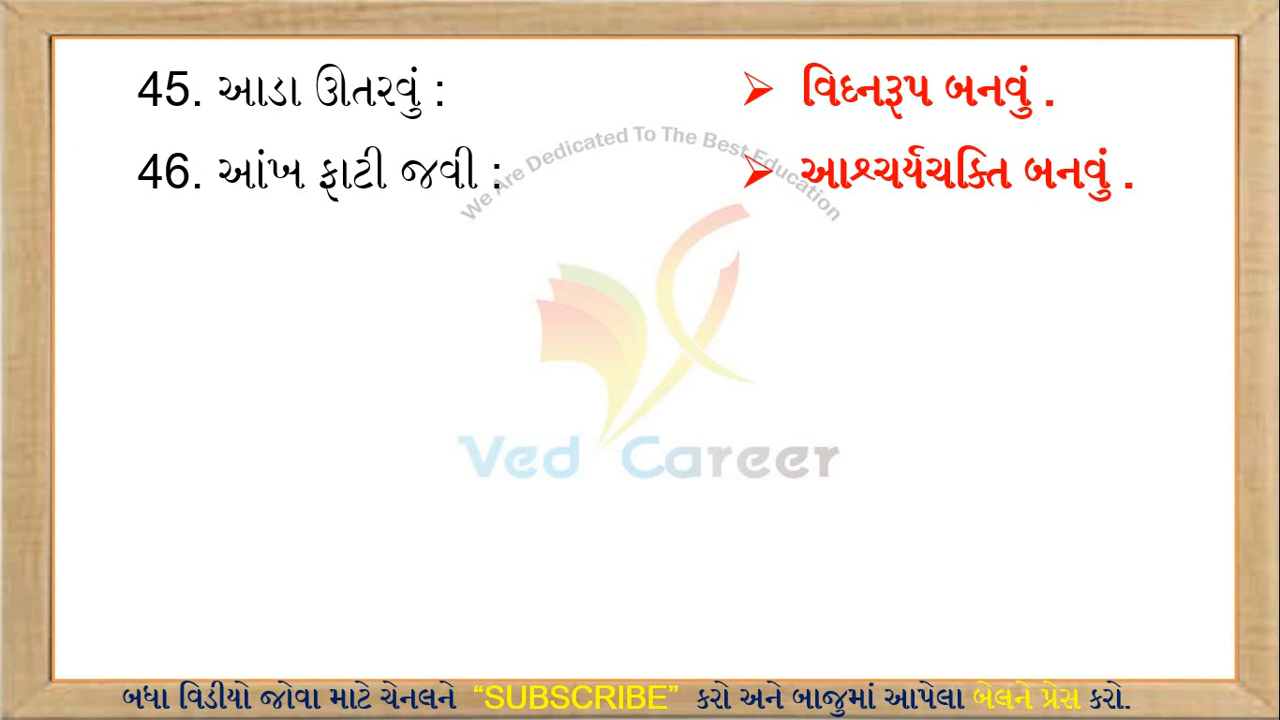 45. આડા ઊતરવું : ➢ વિઘ્નરૂપ બનવું .
46. આંખ ફાટી જવી : ➢ આશ્ચર્યચક્તિ બનવું .
We Are Dedicated To The Best Education
Ved Career
બધા વિડીયો જોવા માટે ચેનલને “SUBSCRIBE” કરો અને બાજુમાં આપેલા બેલને પ્રેસ કરો.